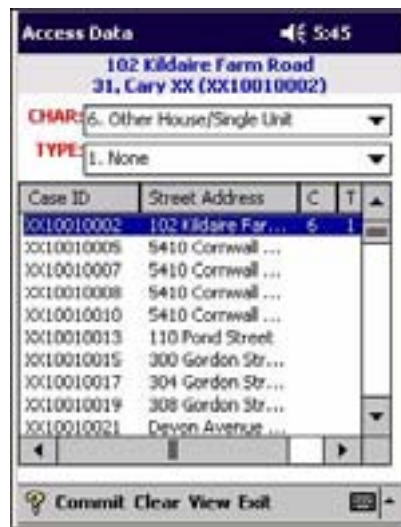 Access Data 5:45
102 Kildaire Farm Road
31, Cary XX (XX10010002)
CHAR: 6. Other House/Single Unit
TYPE: 1. None
Case ID Street Address C T
XX10010002 102 Kildaire Far... 6 1
XX10010005 5410 Cornwall ...
XX10010007 5410 Cornwall ...
XX10010008 5410 Cornwall ...
XX10010010 5410 Cornwall ...
XX10010013 110 Pond Street
XX10010015 300 Gordon Str...
XX10010017 304 Gordon Str...
XX10010019 308 Gordon Str...
XX10010021 Devon Avenue ...
Commit Clear View Exit